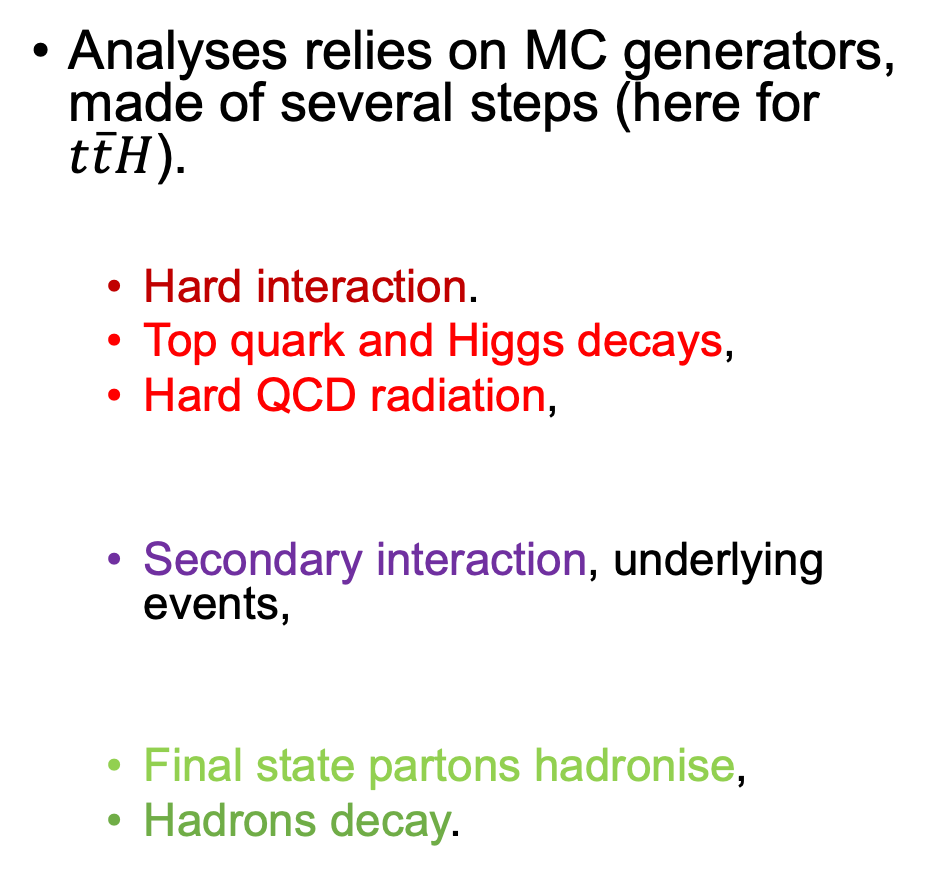 • Analyses relies on MC generators,
made of several steps (here for
tt̄H).
• Hard interaction.
• Top quark and Higgs decays,
• Hard QCD radiation,
• Secondary interaction, underlying
events,
• Final state partons hadronise,
• Hadrons decay.